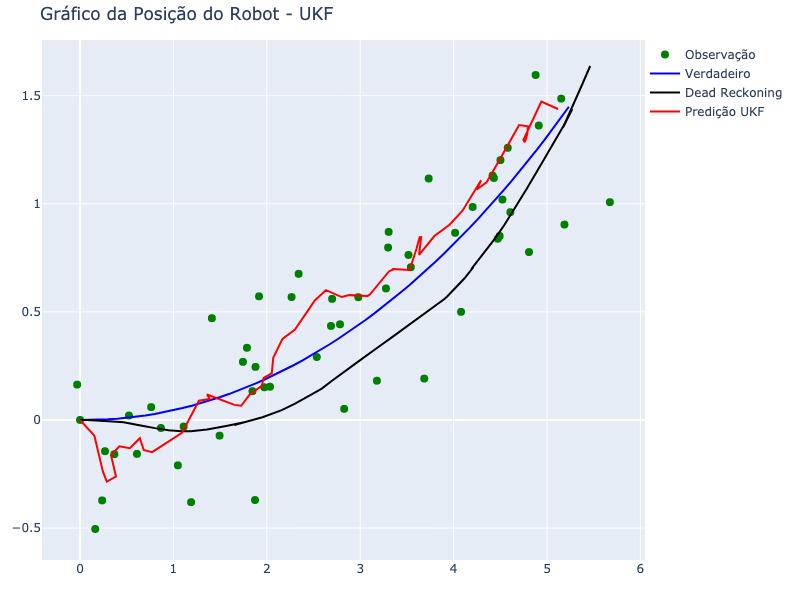 Gráfico da Posição do Robot - UKF
Observação
Verdadeiro
Dead Reckoning
Predição UKF
1.5
1
0.5
0
−0.5
0 1 2 3 4 5 6